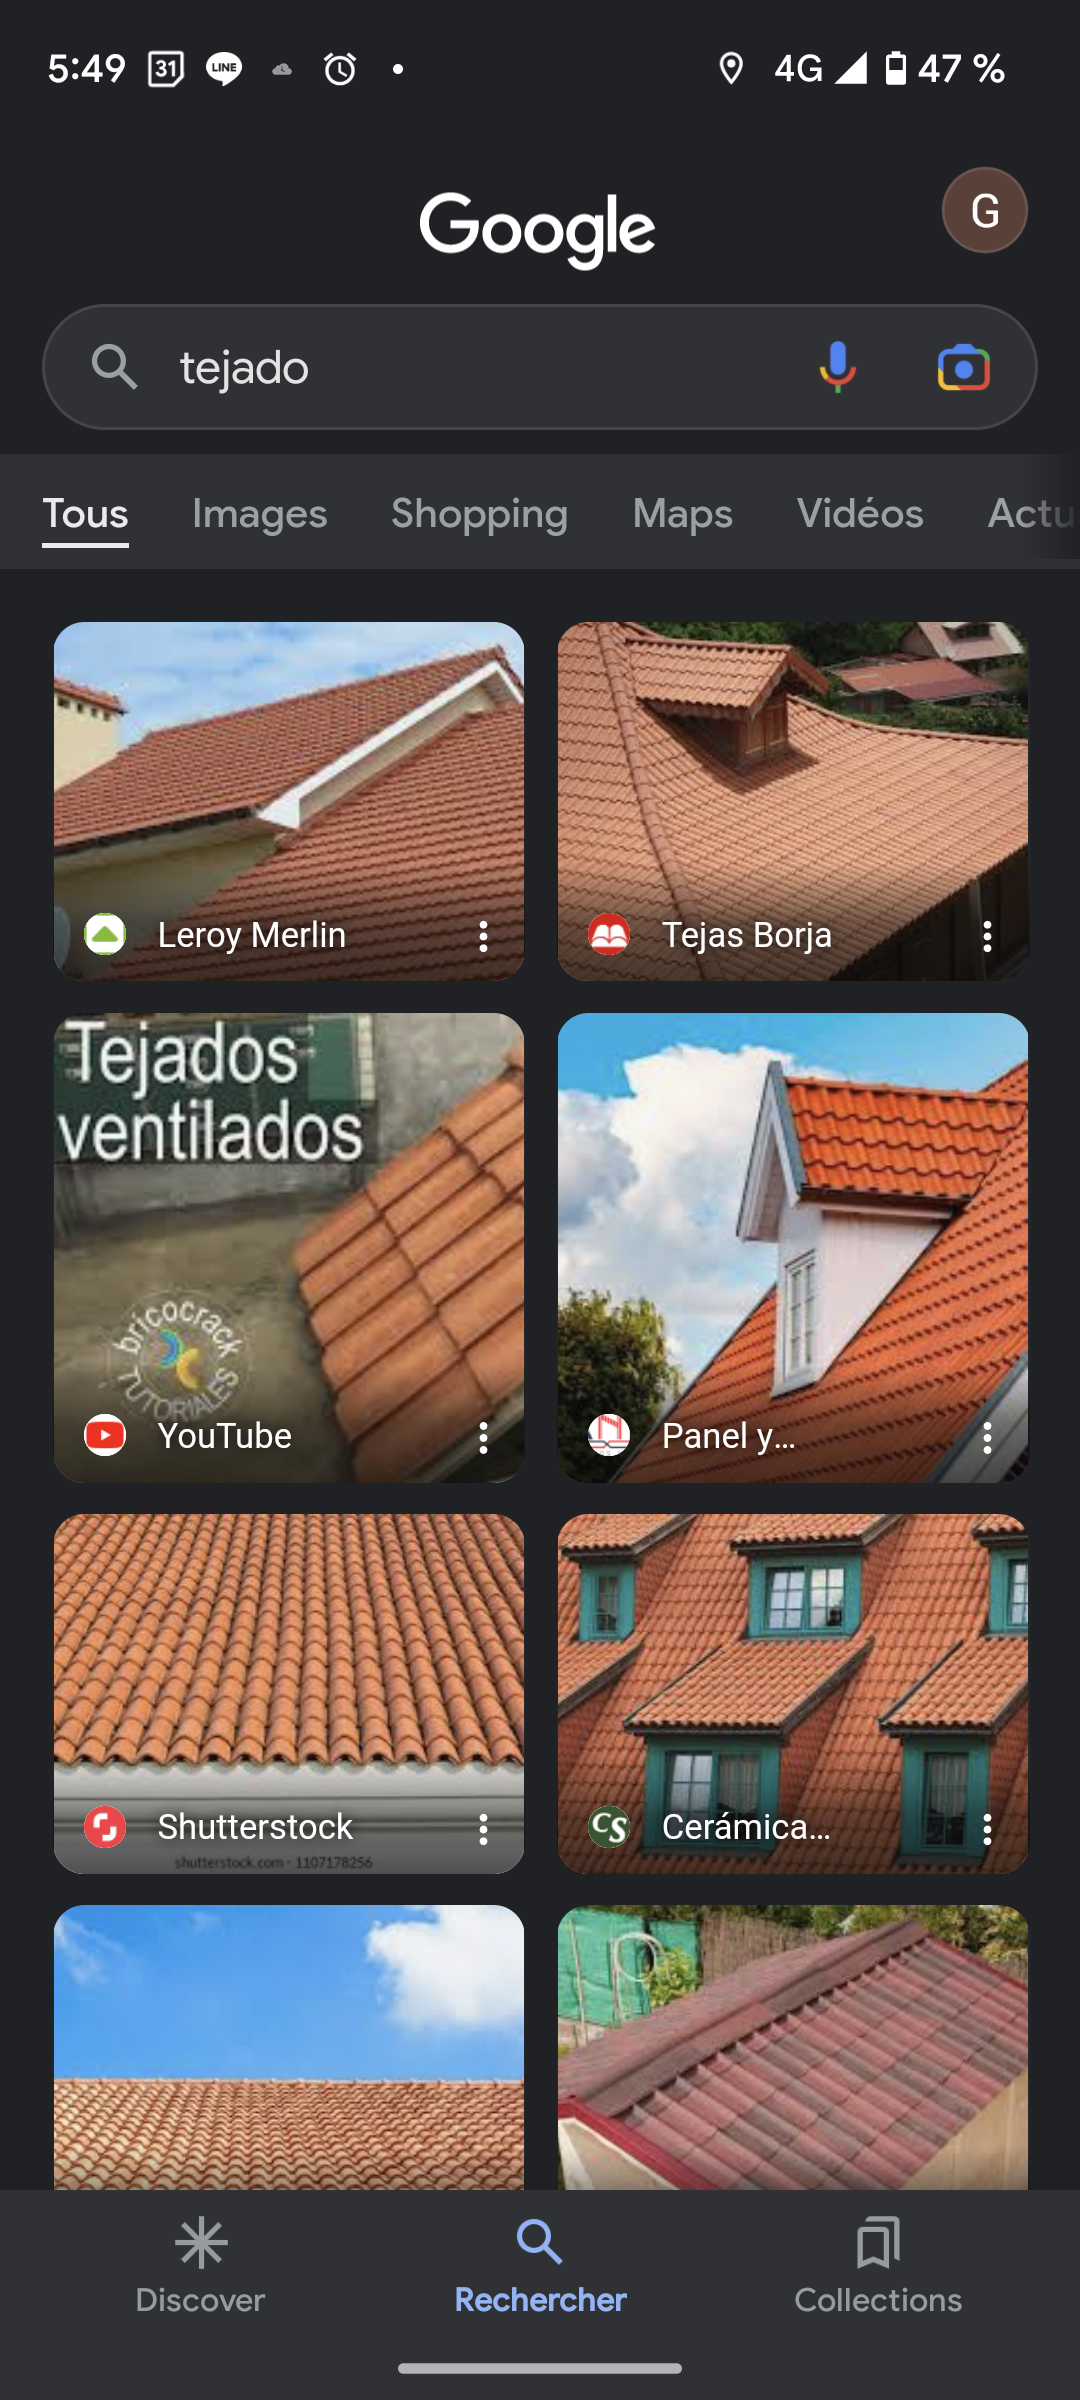 5:49 31 LINE 4G 47 %
Google
G
tejado
Tous Images Shopping Maps Vidéos Actu
Leroy Merlin
Tejas Borja
Tejados
ventilados
bricocrack
TUTORIALES
YouTube
Panel y...
Shutterstock
shutterstock.com · 1107178256
CS Cerámica...
Discover Rechercher Collections